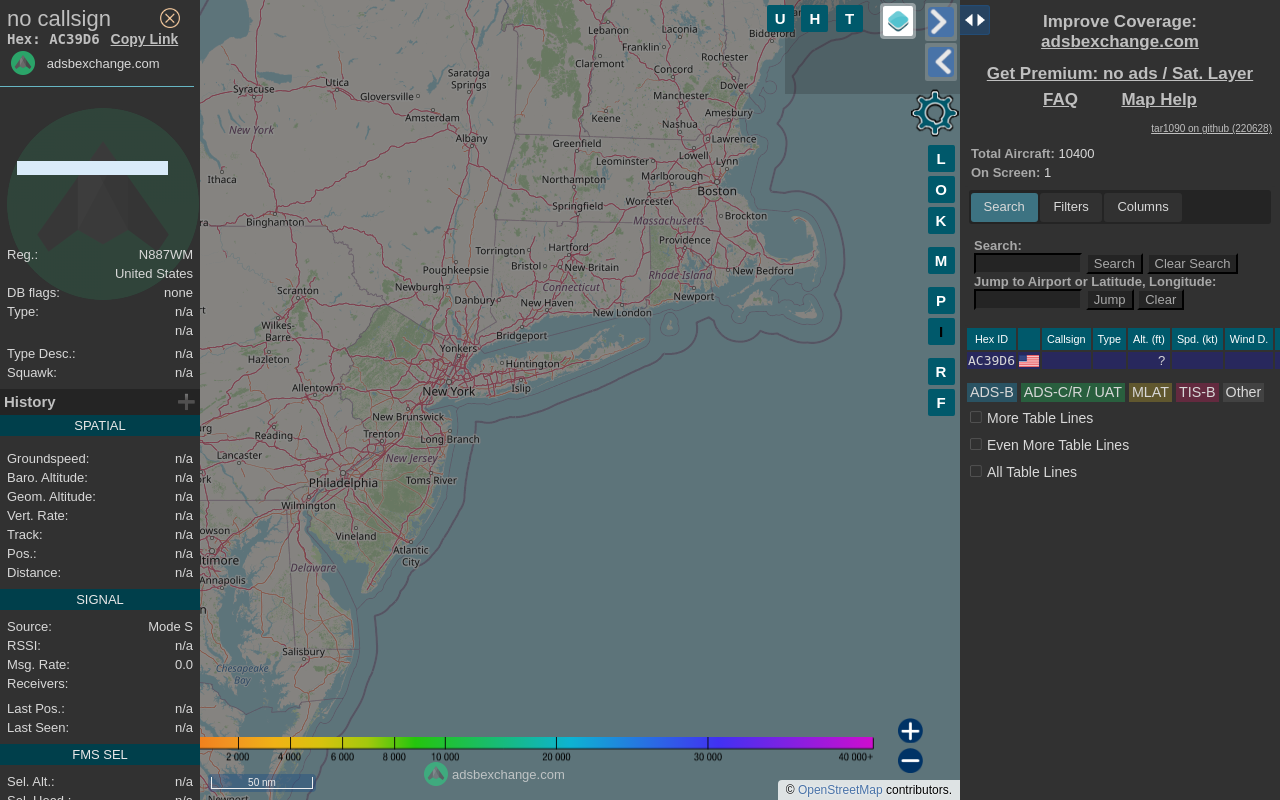 no callsign
Hex: AC39D6 Copy Link
adsbexchange.com
Reg.: N887WM
United States
DB flags: none
Type: n/a
n/a
Type Desc.: n/a
Squawk: n/a
History
SPATIAL
Groundspeed: n/a
Baro. Altitude: n/a
Geom. Altitude: n/a
Vert. Rate: n/a
Track: n/a
Pos.: n/a
Distance: n/a
SIGNAL
Source: Mode S
RSSI: n/a
Msg. Rate: 0.0
Receivers:
Last Pos.: n/a
Last Seen: n/a
FMS SEL
Sel. Alt.: n/a
U H T
Lebanon
Laconia
Franklin
Claremont
Concord
Rochester
Dover
Manchester
Amesbury
Keene
Nashua
Utica
Saratoga
Springs
Syracuse
Gloversville
Amsterdam
New York
Albany
Greenfield
Lawrence
Leominster
Lowell
Lynn
Ithaca
Northampton
Marlborough
Boston
Springfield
Worcester
Binghamton
Massachusetts
Brockton
Providence
Torrington
Hartford
Bristol
New Britain
Poughkeepsie
Rhode Island
New Bedford
Newburgh
Connecticut
Scranton
Danbury
New Haven
Newport
Bridgeport
New London
Wilkes-
Barre
Yonkers
Hazleton
Huntington
Allentown
New York
Islip
New Brunswick
Reading
Trenton
Long Branch
Lancaster
New Jersey
Philadelphia
Toms River
Wilmington
Vineland
Atlantic
City
Delaware
Annapolis
Salisbury
Chesapeake
Bay
L
O
K
M
P
I
R
F
2 000 4 000 6 000 8 000 10 000 20 000 30 000 40 000+
50 nm
adsbexchange.com
© OpenStreetMap contributors.
Improve Coverage:
adsbexchange.com
Get Premium: no ads / Sat. Layer
FAQ Map Help
tar1090 on github (220628)
Total Aircraft: 10400
On Screen: 1
Search Filters Columns
Search:
Search Clear Search
Jump to Airport or Latitude, Longitude:
Jump Clear
Hex ID Callsign Type Alt. (ft) Spd. (kt) Wind D.
AC39D6 ?
ADS-B ADS-C/R / UAT MLAT TIS-B Other
More Table Lines
Even More Table Lines
All Table Lines